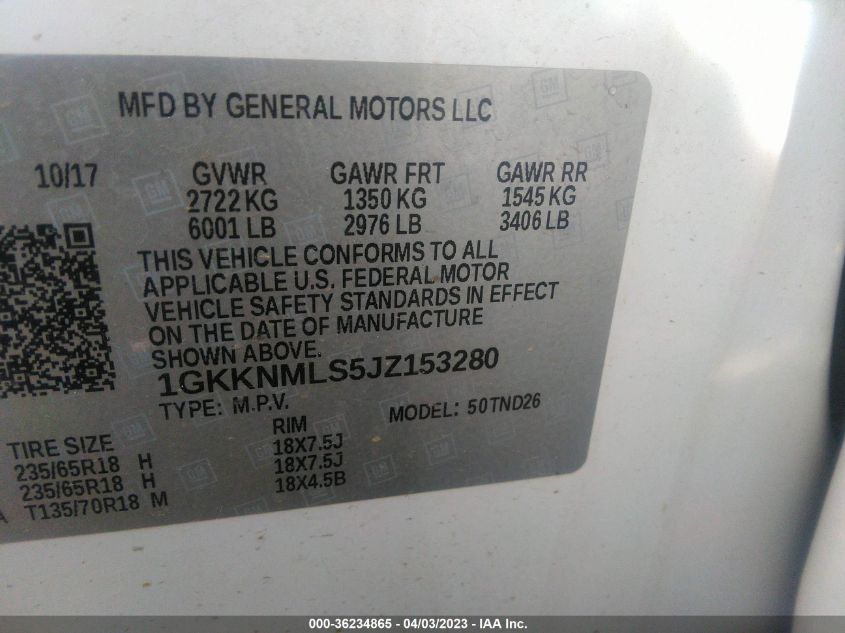 MFD BY GENERAL MOTORS LLC
10/17 GVWR GAWR FRT GAWR RR
2722 KG 1350 KG 1545 KG
6001 LB 2976 LB 3406 LB
THIS VEHICLE CONFORMS TO ALL
APPLICABLE U.S. FEDERAL MOTOR
VEHICLE SAFETY STANDARDS IN EFFECT
ON THE DATE OF MANUFACTURE
SHOWN ABOVE.
1GKKNMLS5JZ153280
TYPE: M.P.V. MODEL: 50TND26
TIRE SIZE RIM
235/65R18 H 18X7.5J
235/65R18 H 18X7.5J
A T135/70R18 M 18X4.5B
000-36234865 - 04/03/2023 - IAA Inc.